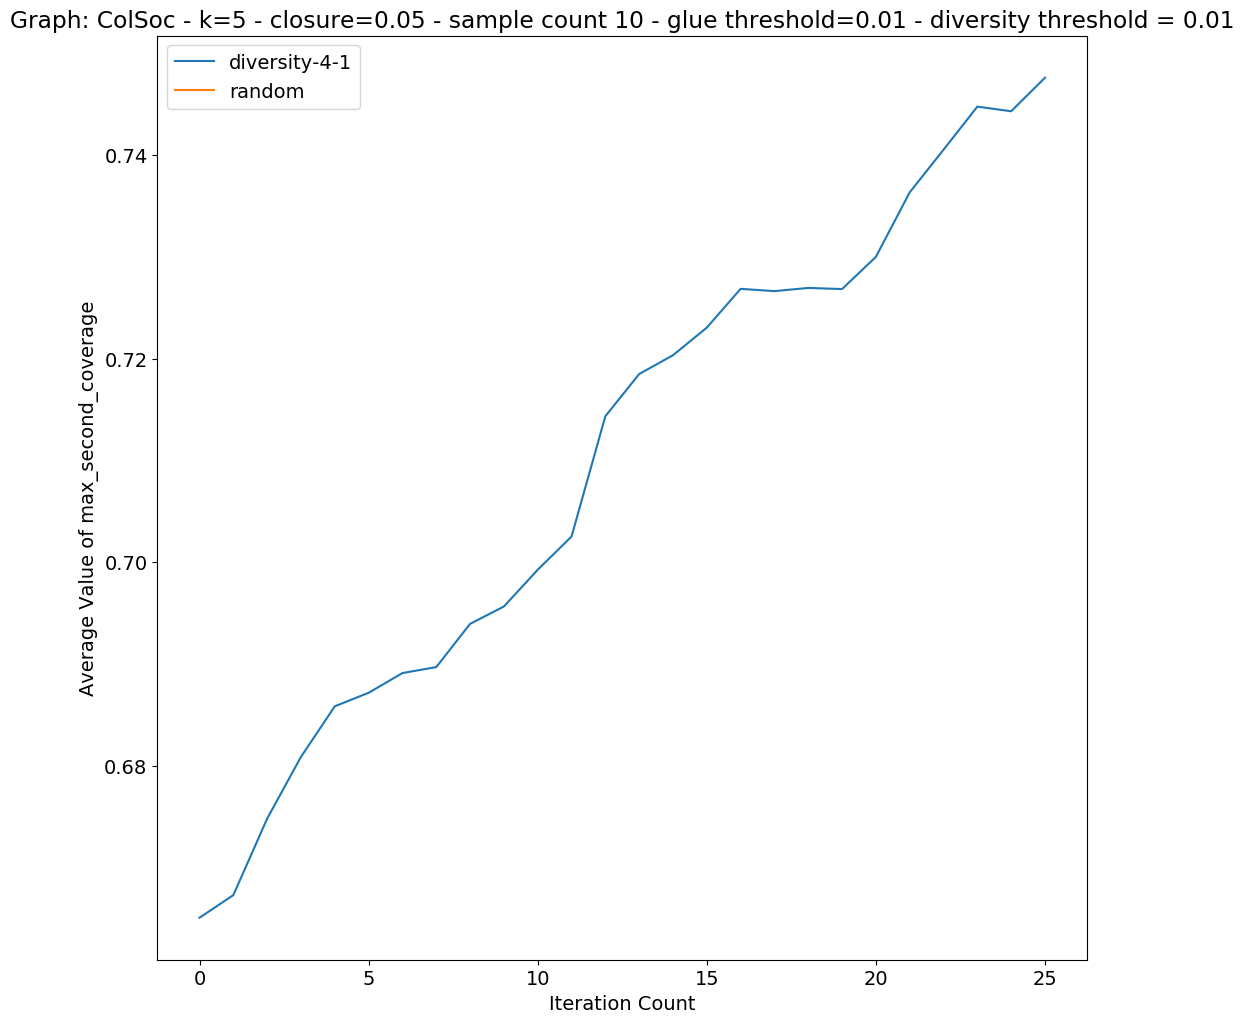 Graph: ColSoc - k=5 - closure=0.05 - sample count 10 - glue threshold=0.01 - diversity threshold = 0.01
diversity-4-1
random
0.74
0.72
0.70
0.68
Average Value of max_second_coverage
0 5 10 15 20 25
Iteration Count